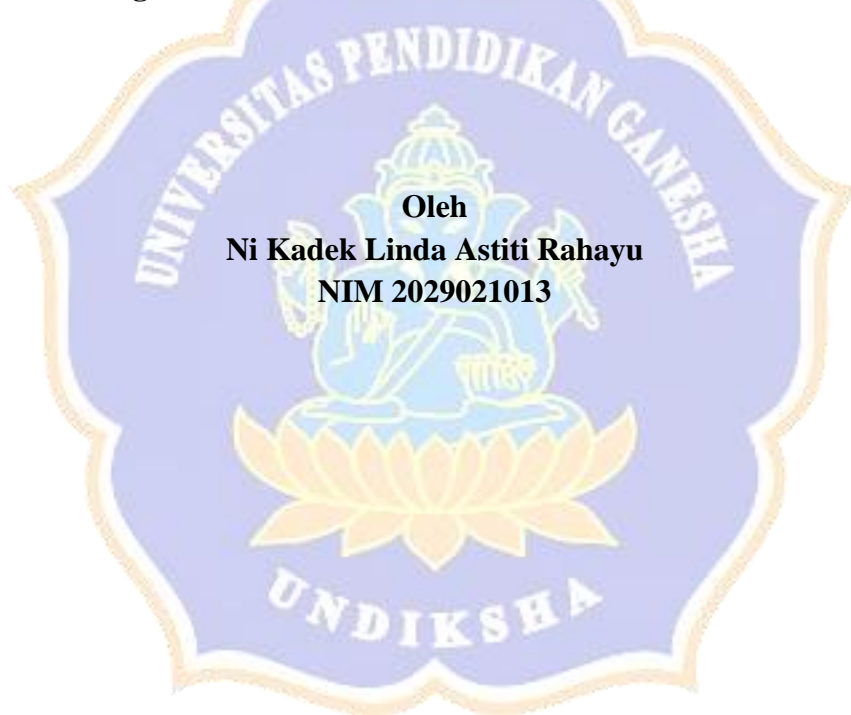 UNIVERSITAS PENDIDIKAN GANESHA
Oleh
Ni Kadek Linda Astiti Rahayu
NIM 2029021013
UNDIKSHA